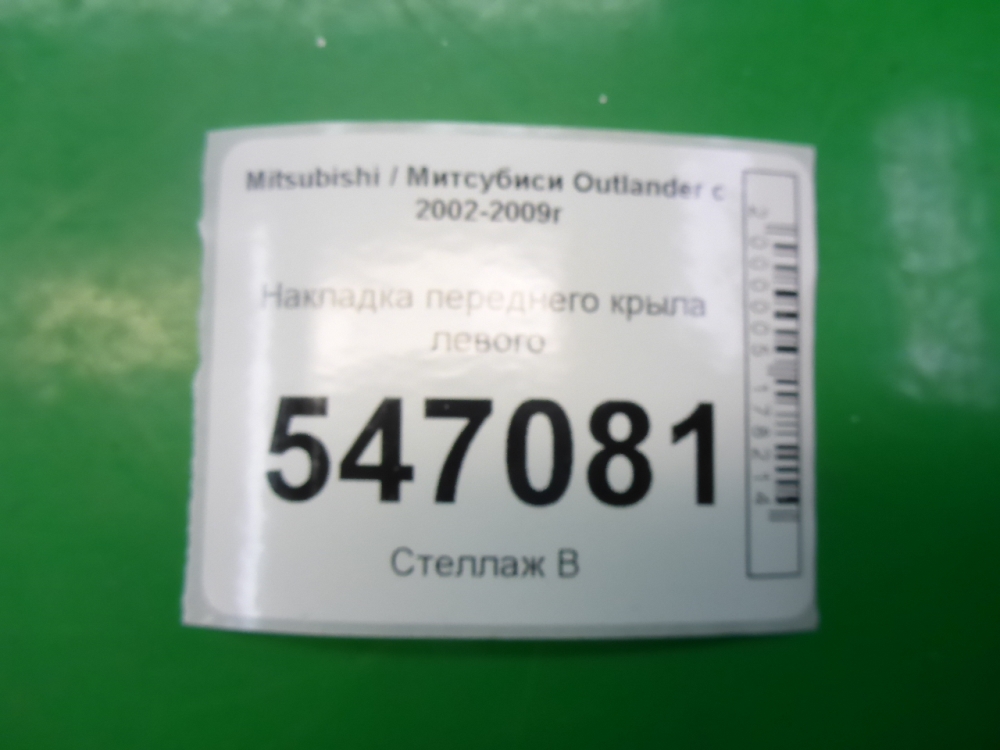 Mitsubishi / Митсубиси Outlander с
2002-2009г
Накладка переднего крыла
левого
547081
Стеллаж В
2000005178214